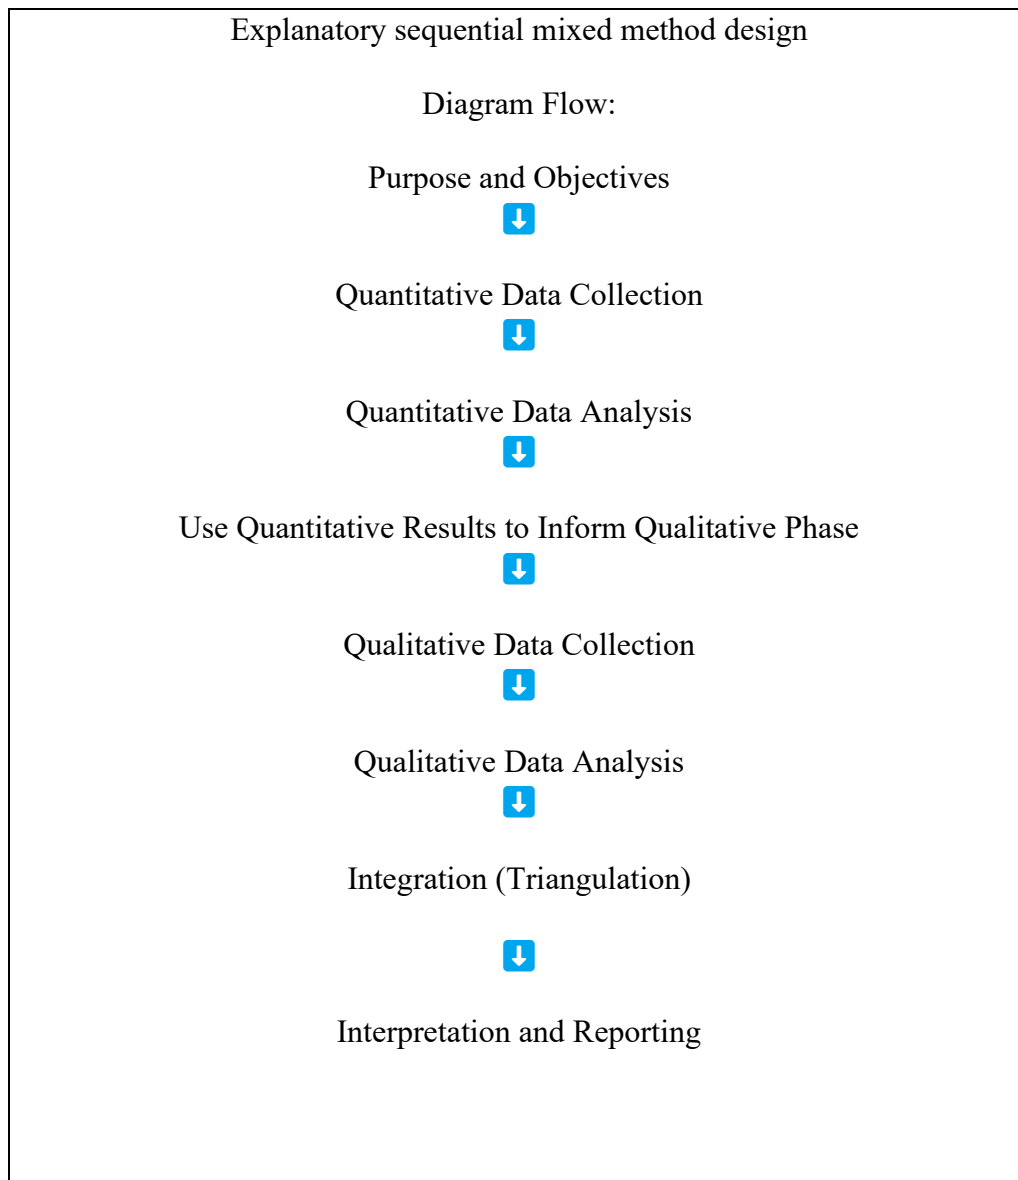 Explanatory sequential mixed method design
Diagram Flow:
Purpose and Objectives
⬇
Quantitative Data Collection
⬇
Quantitative Data Analysis
⬇
Use Quantitative Results to Inform Qualitative Phase
⬇
Qualitative Data Collection
⬇
Qualitative Data Analysis
⬇
Integration (Triangulation)
⬇
Interpretation and Reporting